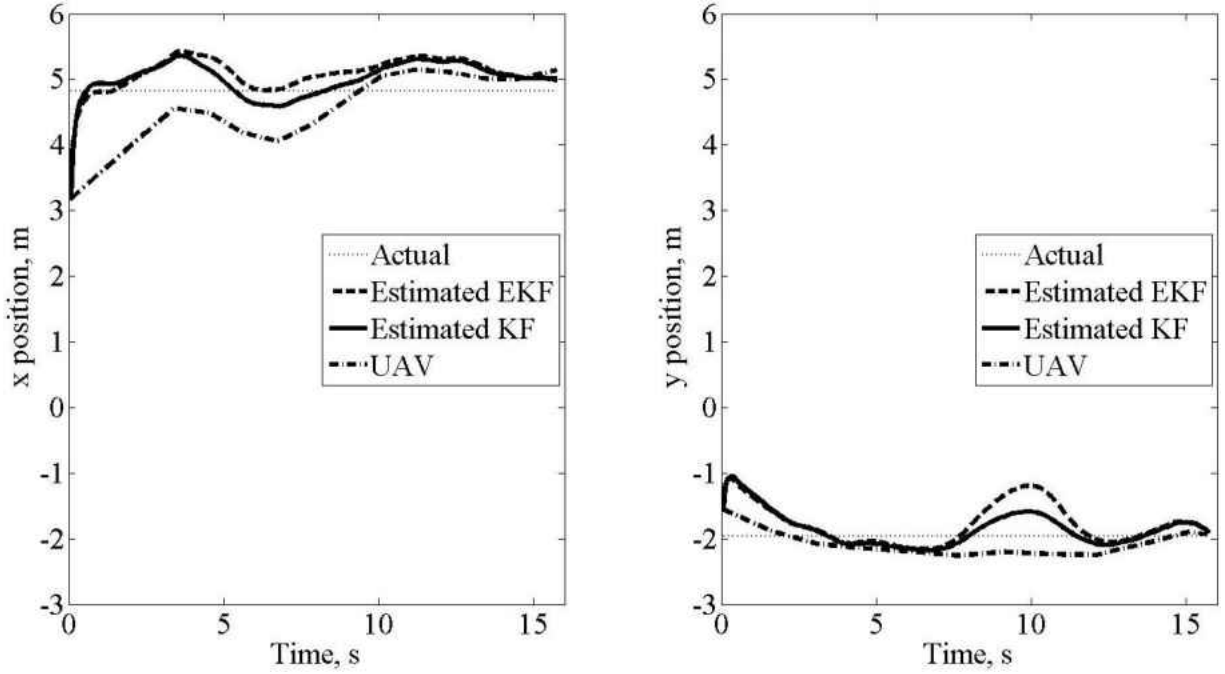 6
5
4
3
2
1
0
-1
-2
-3
x position, m
Actual
Estimated EKF
Estimated KF
UAV
0 5 10 15
Time, s
6
5
4
3
2
1
0
-1
-2
-3
y position, m
Actual
Estimated EKF
Estimated KF
UAV
0 5 10 15
Time, s